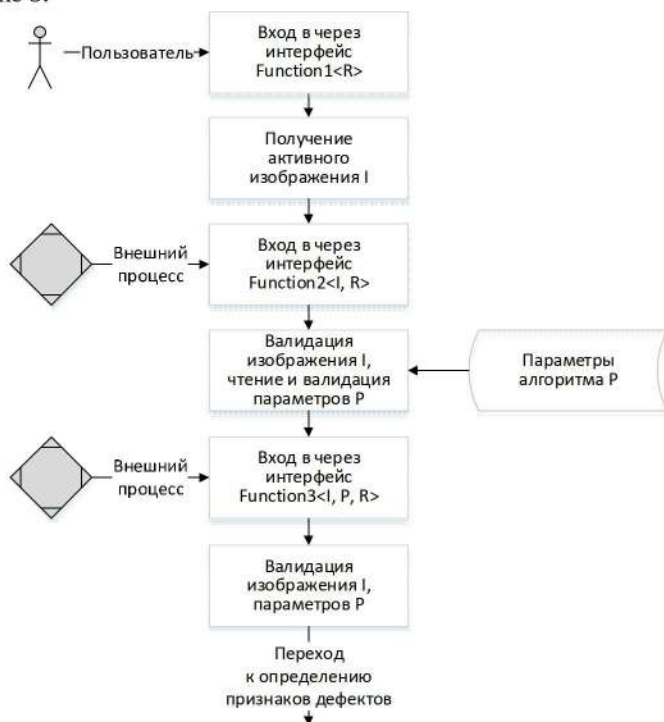 Пользователь
Вход в через
интерфейс
Function1<R>
Получение
активного
изображения I
Внешний
процесс
Вход в через
интерфейс
Function2<I, R>
Валидация
изображения I,
чтение и валидация
параметров P
Параметры
алгоритма P
Внешний
процесс
Вход в через
интерфейс
Function3<I, P, R>
Валидация
изображения I,
параметров P
Переход
к определению
признаков дефектов